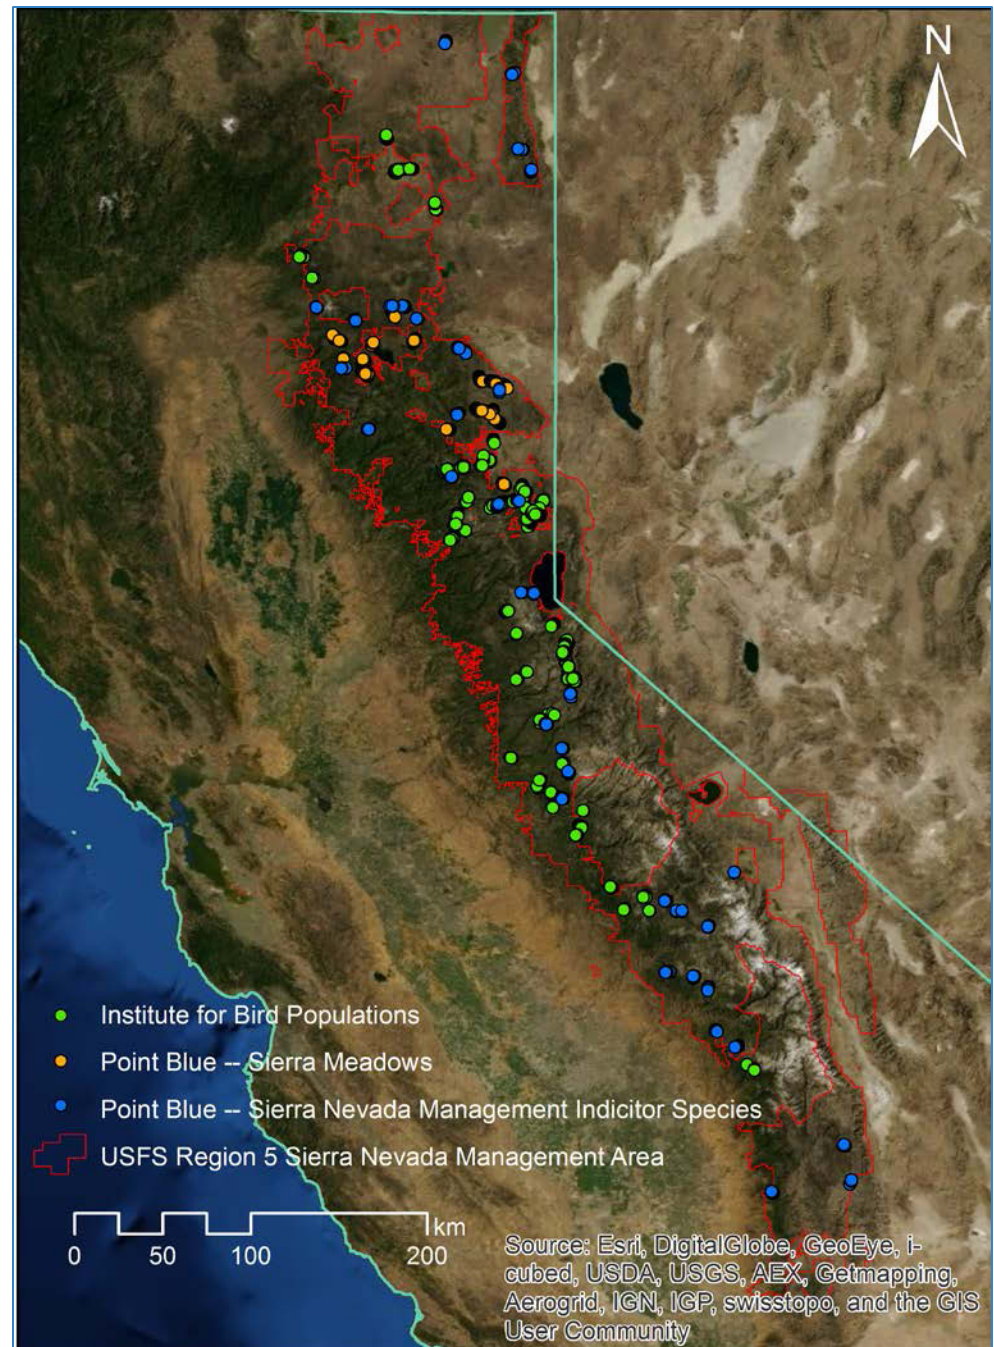 N
Institute for Bird Populations
Point Blue -- Sierra Meadows
Point Blue -- Sierra Nevada Management Indicitor Species
USFS Region 5 Sierra Nevada Management Area
km
0 50 100 200
Source: Esri, DigitalGlobe, GeoEye, i-
cubed, USDA, USGS, AEX, Getmapping,
Aerogrid, IGN, IGP, swisstopo, and the GIS
User Community